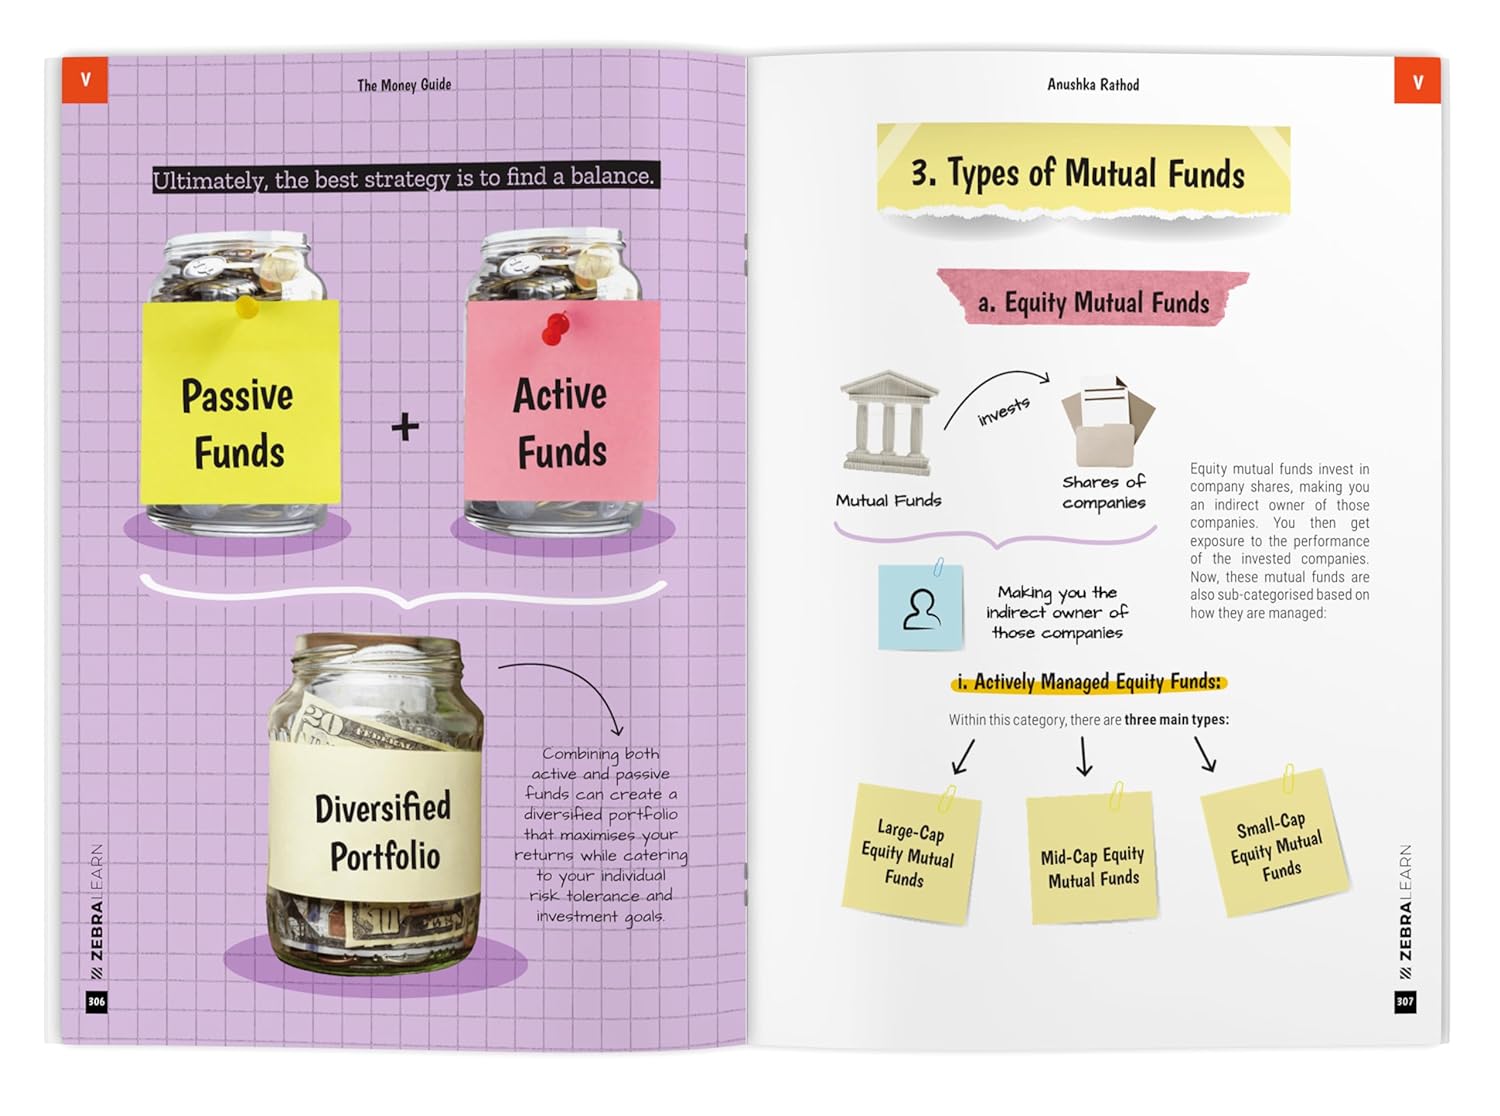 V
The Money Guide
Ultimately, the best strategy is to find a balance.
Passive
Funds
+
Active
Funds
20
Diversified
Portfolio
10
Combining both
active and passive
funds can create a
diversified portfolio
that maximises your
returns while catering
to your individual
risk tolerance and
investment goals.
ZEBRALEARN
306
Anushka Rathod
V
3. Types of Mutual Funds
a. Equity Mutual Funds
invests
Mutual Funds
Shares of
companies
Making you the
indirect owner of
those companies
Equity mutual funds invest in
company shares, making you
an indirect owner of those
companies. You then get
exposure to the performance
of the invested companies.
Now, these mutual funds are
also sub-categorised based on
how they are managed:
i. Actively Managed Equity Funds:
Within this category, there are three main types:
Large-Cap
Equity Mutual
Funds
Mid-Cap Equity
Mutual Funds
Small-Cap
Equity Mutual
Funds
ZEBRALEARN
307